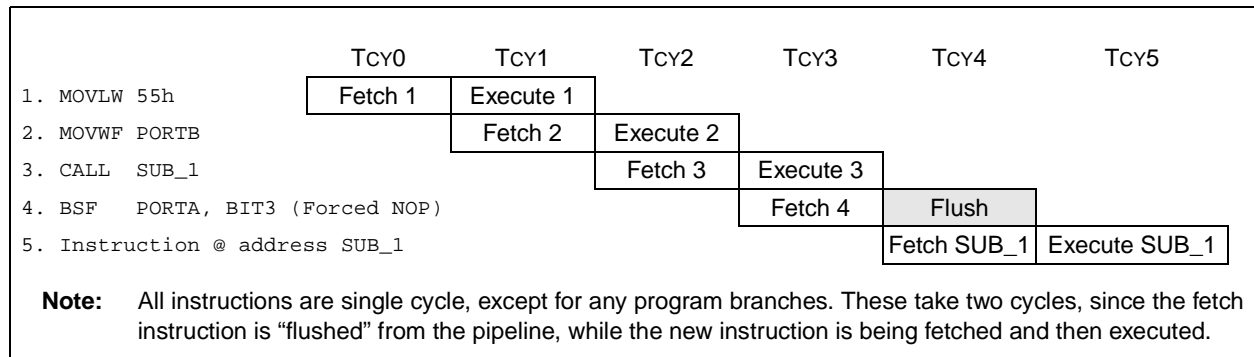 TCY0 TCY1 TCY2 TCY3 TCY4 TCY5
1. MOVLW 55h Fetch 1 Execute 1
2. MOVWF PORTB Fetch 2 Execute 2
3. CALL SUB_1 Fetch 3 Execute 3
4. BSF PORTA, BIT3 (Forced NOP) Fetch 4 Flush
5. Instruction @ address SUB_1 Fetch SUB_1 Execute SUB_1
Note: All instructions are single cycle, except for any program branches. These take two cycles, since the fetch
instruction is “flushed” from the pipeline, while the new instruction is being fetched and then executed.